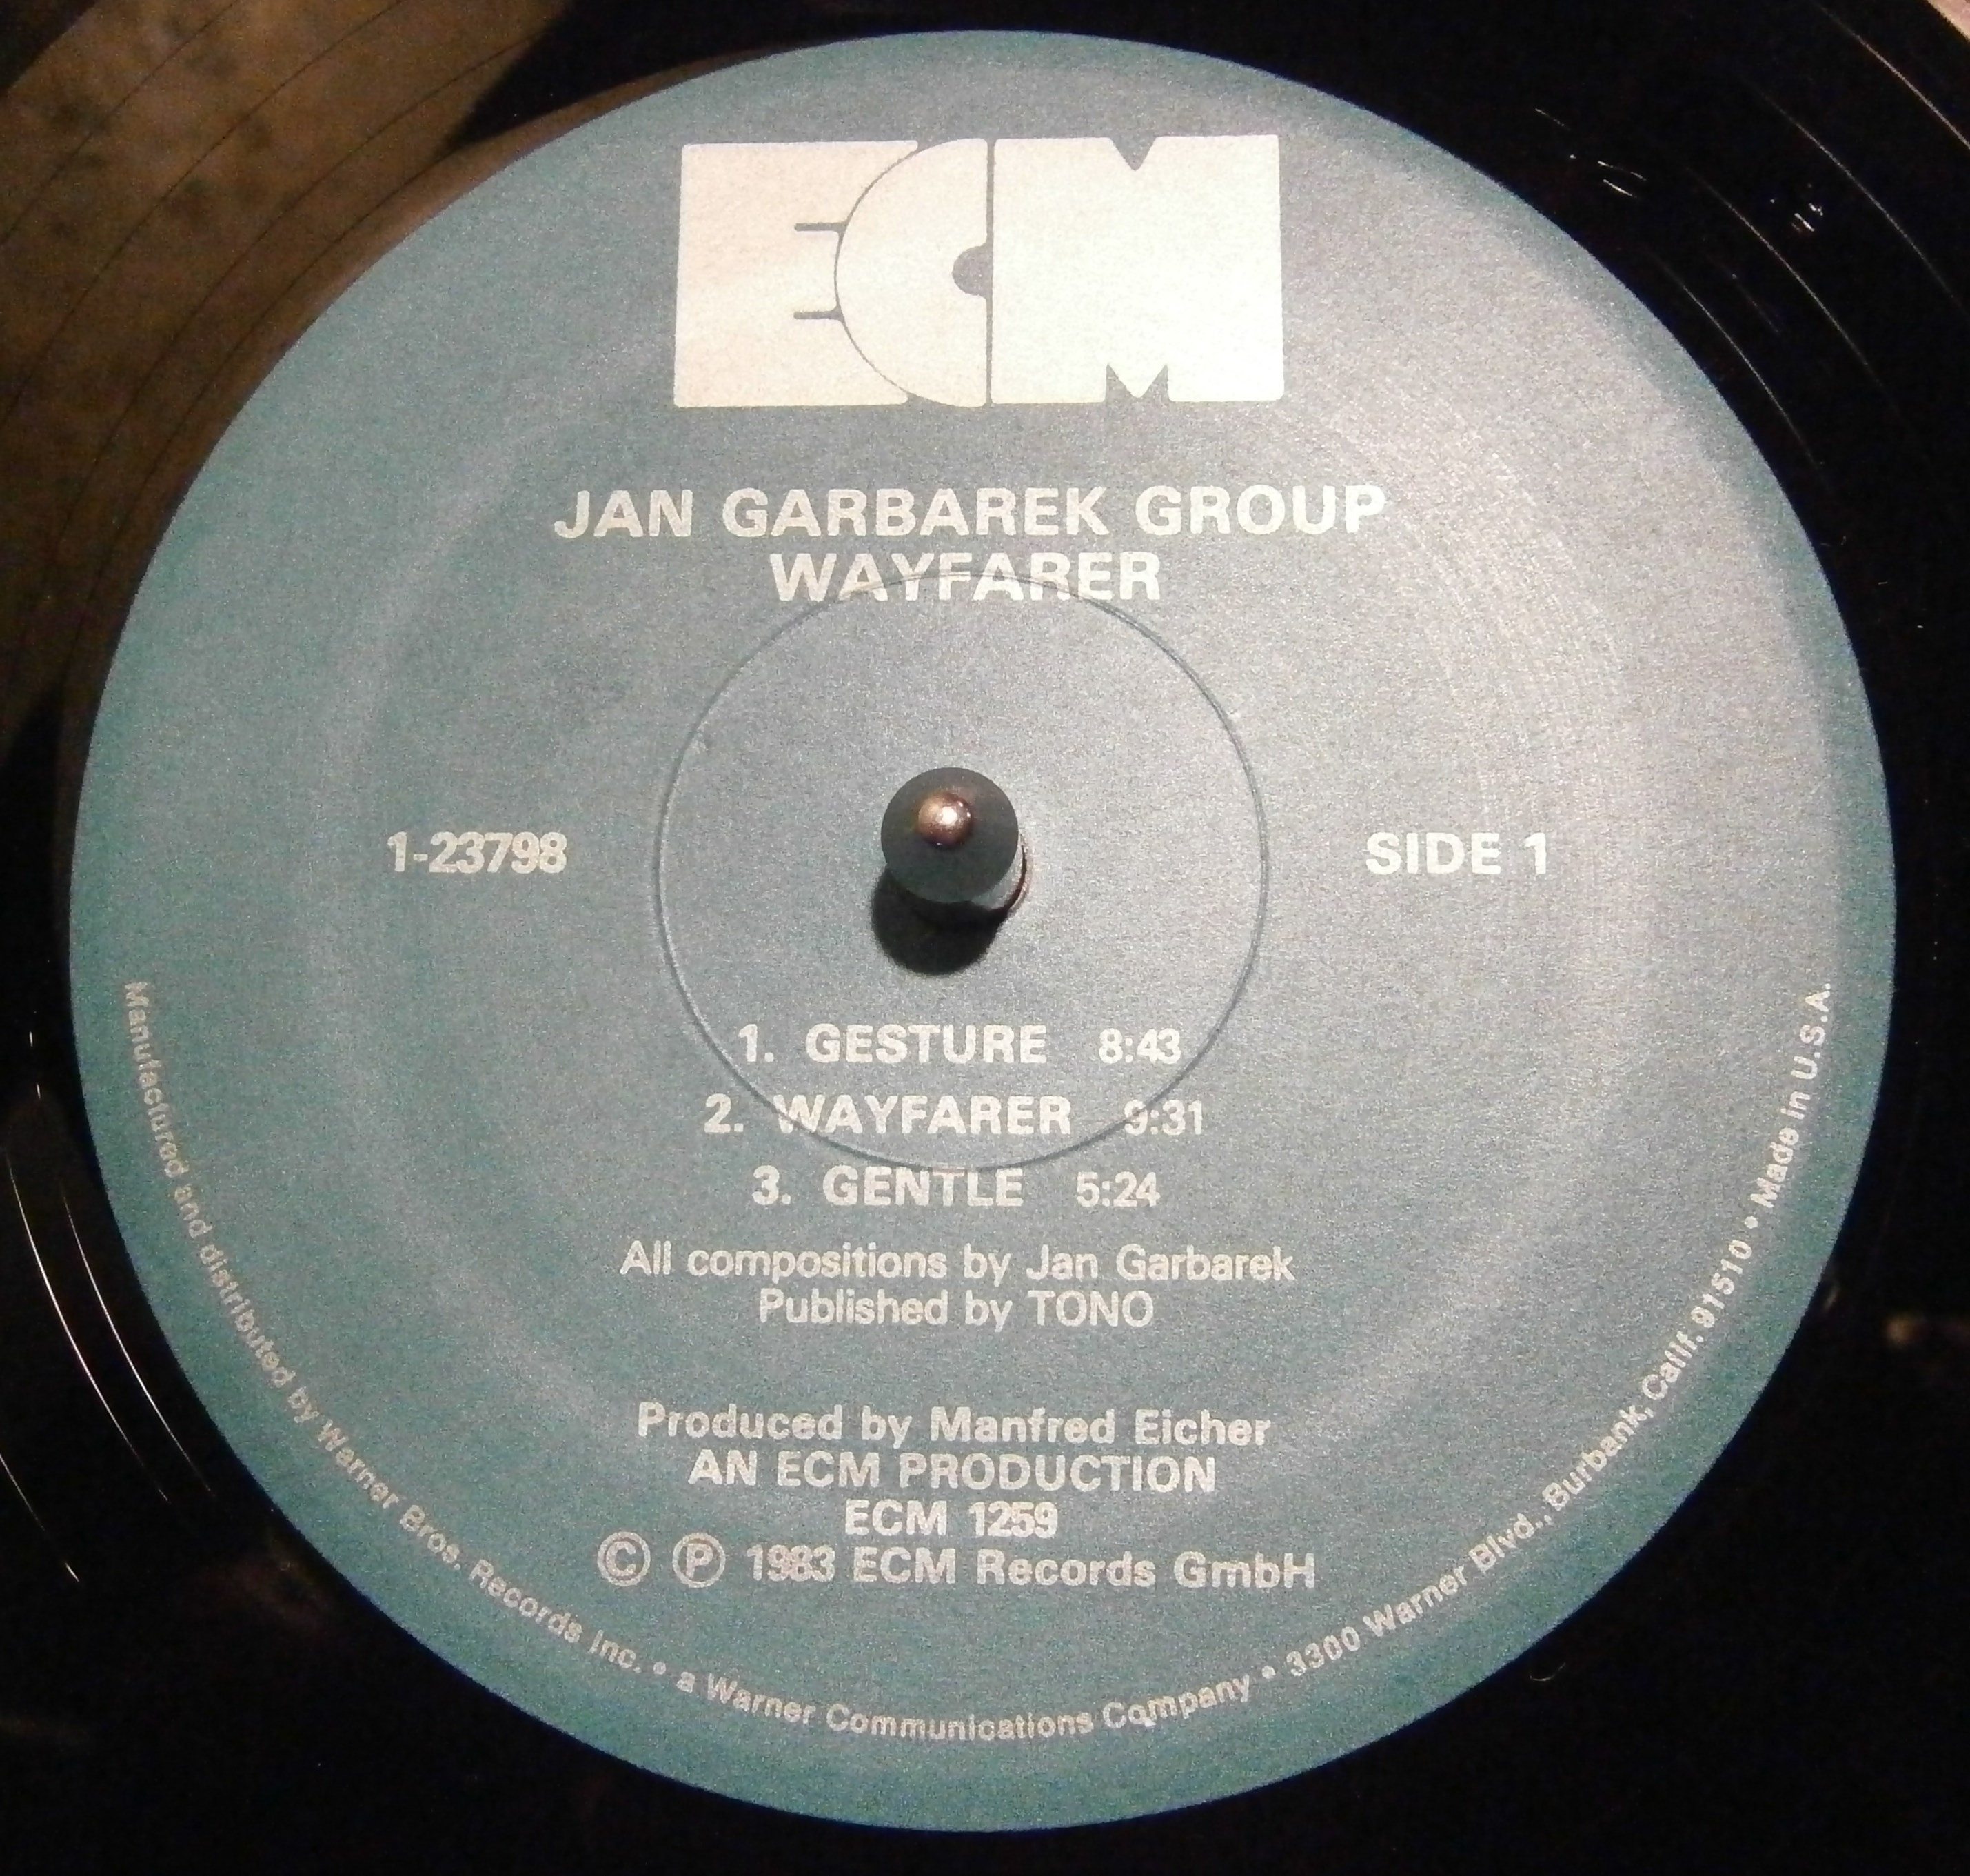 ECM
JAN GARBAREK GROUP
WAYFARER
1-23798
SIDE 1
1. GESTURE 8:43
2. WAYFARER 9:31
3. GENTLE 5:24
All compositions by Jan Garbarek
Published by TONO
Produced by Manfred Eicher
AN ECM PRODUCTION
ECM 1259
© ℗ 1983 ECM Records GmbH
Manufactured and distributed by Warner Bros. Records Inc. • a Warner Communications Company • 3300 Warner Blvd., Burbank, Calif. 91510 • Made in U.S.A.